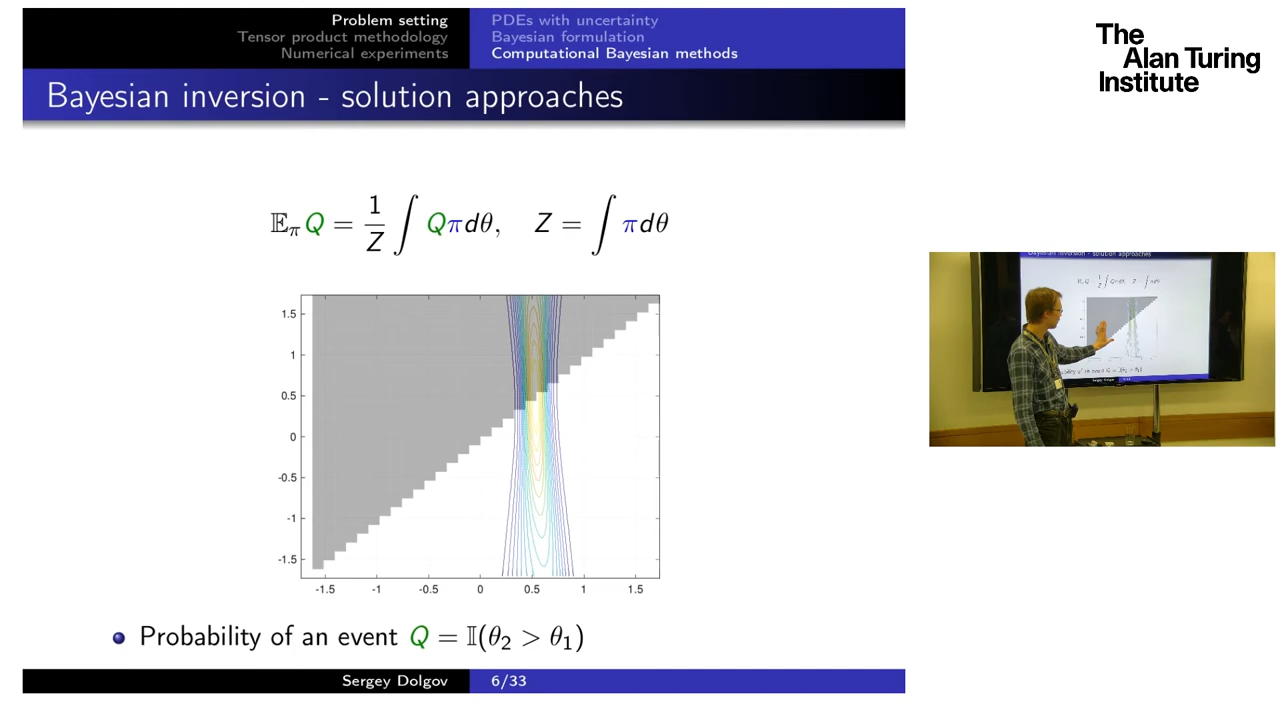 Problem setting
Tensor product methodology
Numerical experiments
PDEs with uncertainty
Bayesian formulation
Computational Bayesian methods
The
Alan Turing
Institute
Bayesian inversion - solution approaches
𝔼_π Q = 1/Z ∫ Qπdθ, Z = ∫ πdθ
1.5
1
0.5
0
-0.5
-1
-1.5
-1.5 -1 -0.5 0 0.5 1 1.5
Probability of an event Q = 𝕀(θ₂ > θ₁)
Sergey Dolgov 6/33